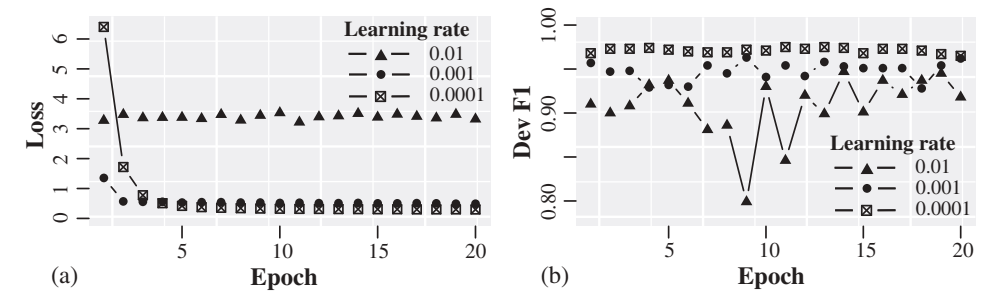 Learning rate
0.01
0.001
0.0001
Loss
0 1 2 3 4 5 6
5 10 15 20
(a) Epoch
Learning rate
0.01
0.001
0.0001
Dev F1
0.80 0.90 1.00
5 10 15 20
(b) Epoch